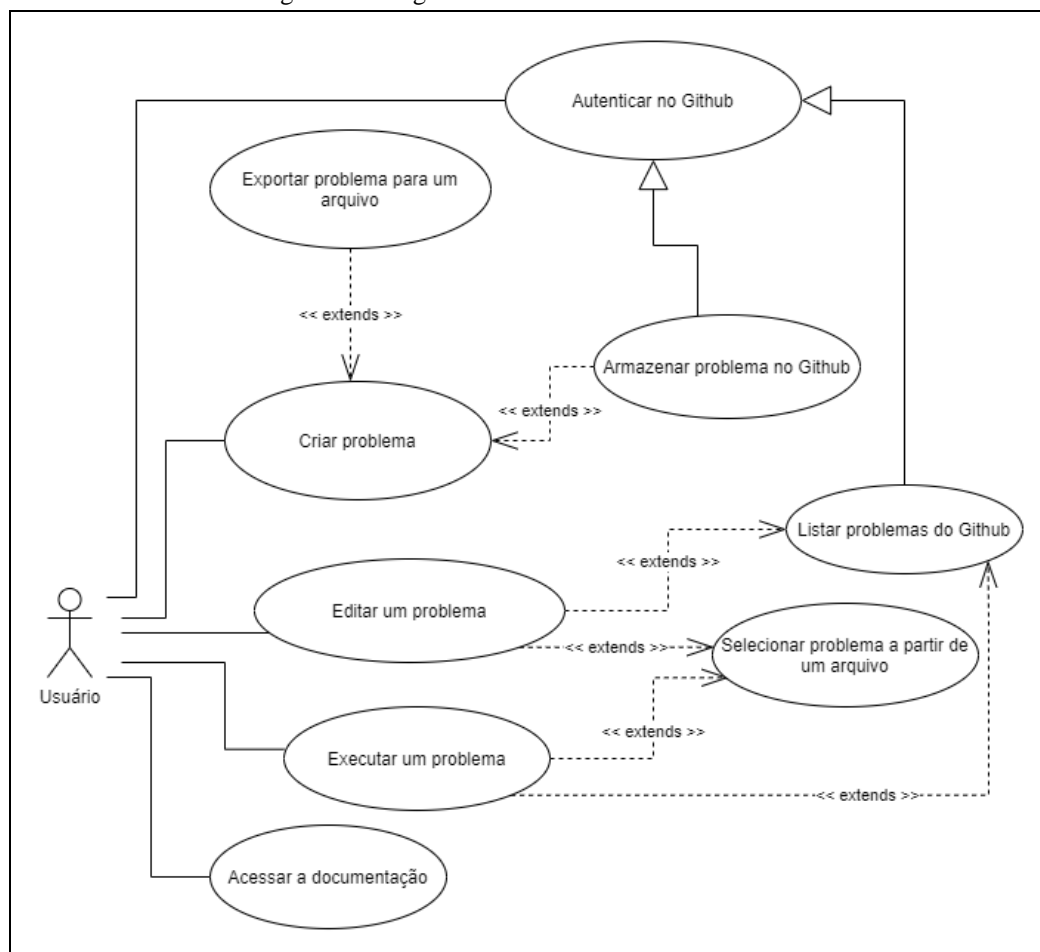 Autenticar no Github
Exportar problema para um
arquivo
<< extends >>
Armazenar problema no Github
<< extends >>
Criar problema
Listar problemas do Github
<< extends >>
Editar um problema
<< extends >>
Selecionar problema a partir de
um arquivo
Usuário
<< extends >>
Executar um problema
<< extends >>
Acessar a documentação